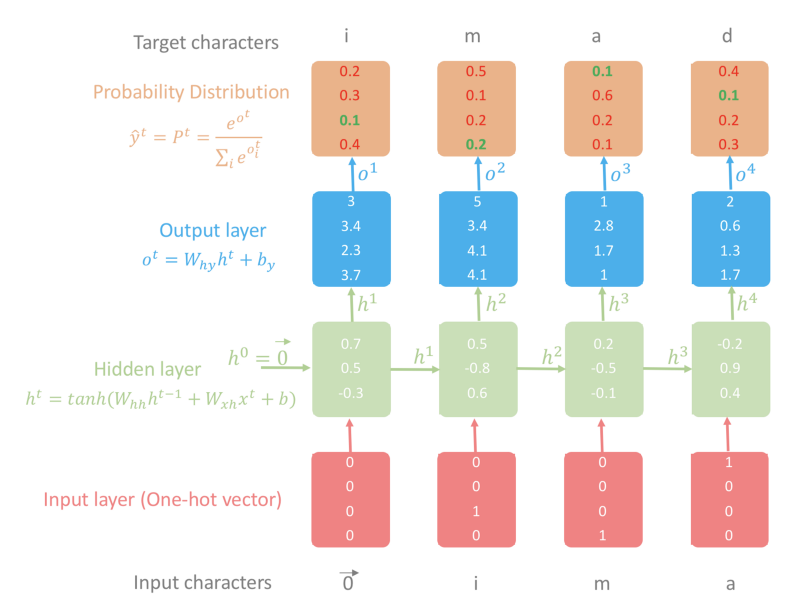 Target characters i m a d
Probability Distribution
ŷ^t = P^t = e^{o^t} / ∑_i e^{o_i^t}
0.2 0.5 0.1 0.4
0.3 0.1 0.6 0.1
0.1 0.2 0.2 0.2
0.4 0.2 0.1 0.3
o^1 o^2 o^3 o^4
Output layer
o^t = W_{hy}h^t + b_y
3 5 1 2
3.4 3.4 2.8 0.6
2.3 4.1 1.7 1.3
3.7 4.1 1 1.7
h^1 h^2 h^3 h^4
h^0 = \vec{0}
h^1 h^2 h^3
Hidden layer
h^t = tanh(W_{hh}h^{t−1} + W_{xh}x^t + b)
0.7 0.5 0.2 -0.2
0.5 -0.8 -0.5 0.9
-0.3 0.6 -0.1 0.4
Input layer (One-hot vector)
0 0 0 1
0 0 0 0
0 1 0 0
0 0 1 0
Input characters \vec{0} i m a